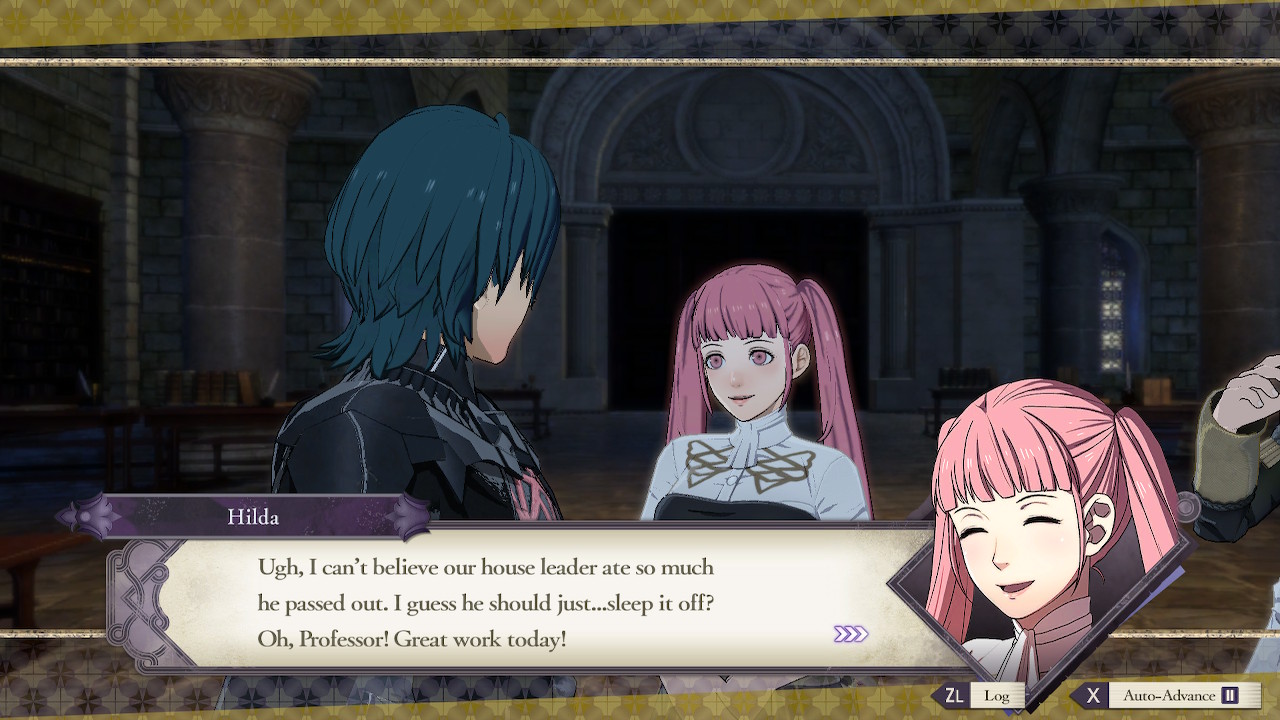 Hilda
Ugh, I can't believe our house leader ate so much
he passed out. I guess he should just...sleep it off?
Oh, Professor! Great work today!
ZL Log
X Auto-Advance